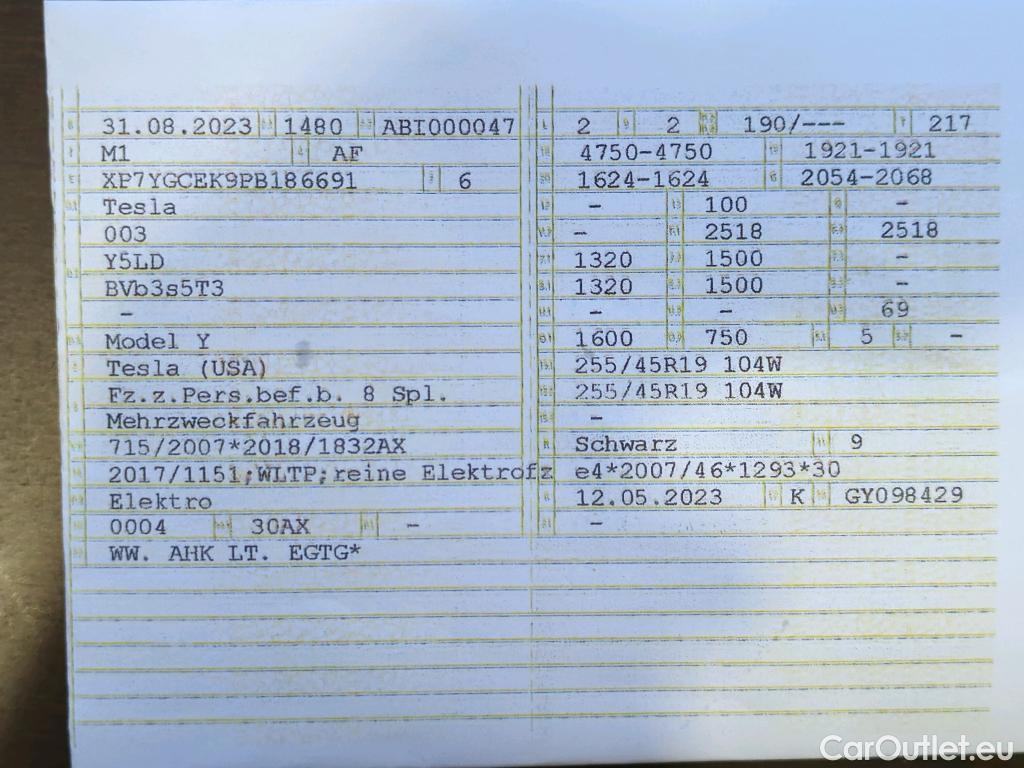 31.08.2023 1480 ABI000047
M1 AF
XP7YGCEK9PB186691 6
Tesla
003
Y5LD
BVb3s5T3
-
Model Y
Tesla (USA)
Fz.z.Pers.bef.b. 8 Spl.
Mehrzweckfahrzeug
715/2007*2018/1832AX
2017/1151;WLTP;reine Elektrofz
Elektro
0004 30AX -
WW. AHK LT. EGTG*
2 2 190/--- 217
4750-4750 1921-1921
1624-1624 2054-2068
- 100 -
- 2518 2518
1320 1500 -
1320 1500 -
- - 69
1600 750 5 -
255/45R19 104W
255/45R19 104W
-
Schwarz 9
e4*2007/46*1293*30
12.05.2023 K GY098429
-
CarOutlet.eu